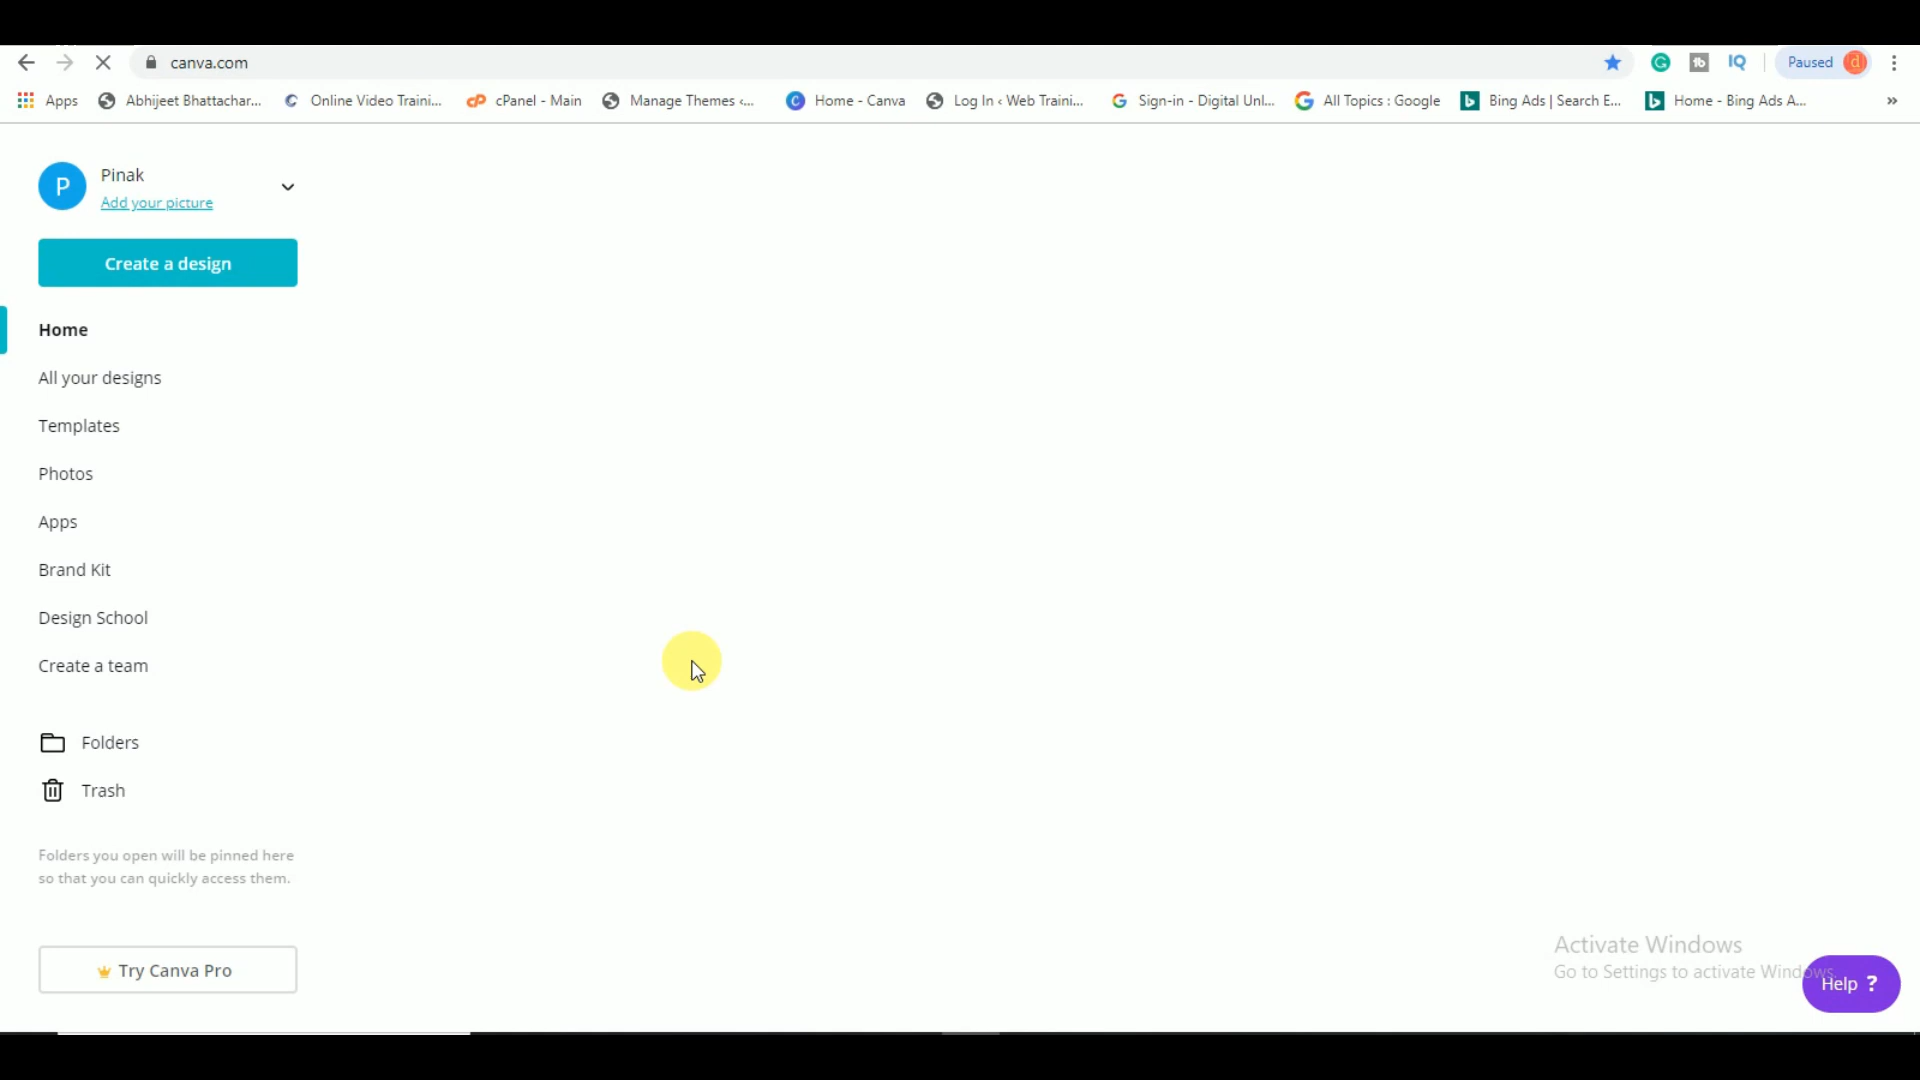 canva.com
Paused d
Apps Abhijeet Bhattachar... Online Video Traini... cPanel - Main Manage Themes ‹... Home - Canva Log In ‹ Web Traini... Sign-in - Digital Unl... All Topics : Google Bing Ads | Search E... Home - Bing Ads A... »
P
Pinak
Add your picture
Create a design
Home
All your designs
Templates
Photos
Apps
Brand Kit
Design School
Create a team
Folders
Trash
Folders you open will be pinned here
so that you can quickly access them.
Try Canva Pro
Activate Windows
Go to Settings to activate Windows.
Help ?